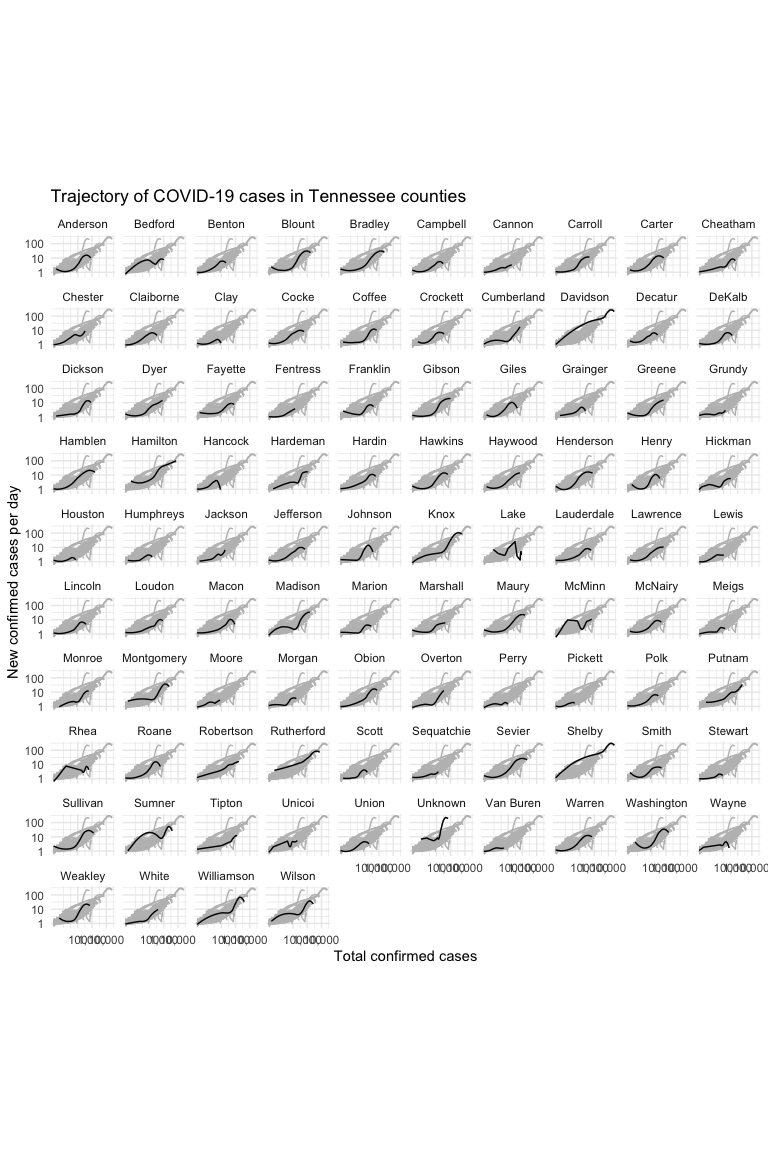 Trajectory of COVID-19 cases in Tennessee counties
Anderson Bedford Benton Blount Bradley Campbell Cannon Carroll Carter Cheatham
100
10
1
Chester Claiborne Clay Cocke Coffee Crockett Cumberland Davidson Decatur DeKalb
100
10
1
Dickson Dyer Fayette Fentress Franklin Gibson Giles Grainger Greene Grundy
100
10
1
Hamblen Hamilton Hancock Hardeman Hardin Hawkins Haywood Henderson Henry Hickman
100
10
1
Houston Humphreys Jackson Jefferson Johnson Knox Lake Lauderdale Lawrence Lewis
100
10
1
Lincoln Loudon Macon Madison Marion Marshall Maury McMinn McNairy Meigs
100
10
1
Monroe Montgomery Moore Morgan Obion Overton Perry Pickett Polk Putnam
100
10
1
Rhea Roane Robertson Rutherford Scott Sequatchie Sevier Shelby Smith Stewart
100
10
1
Sullivan Sumner Tipton Unicoi Union Unknown Van Buren Warren Washington Wayne
100
10
1
Weakley White Williamson Wilson
100
10
1
New confirmed cases per day
Total confirmed cases